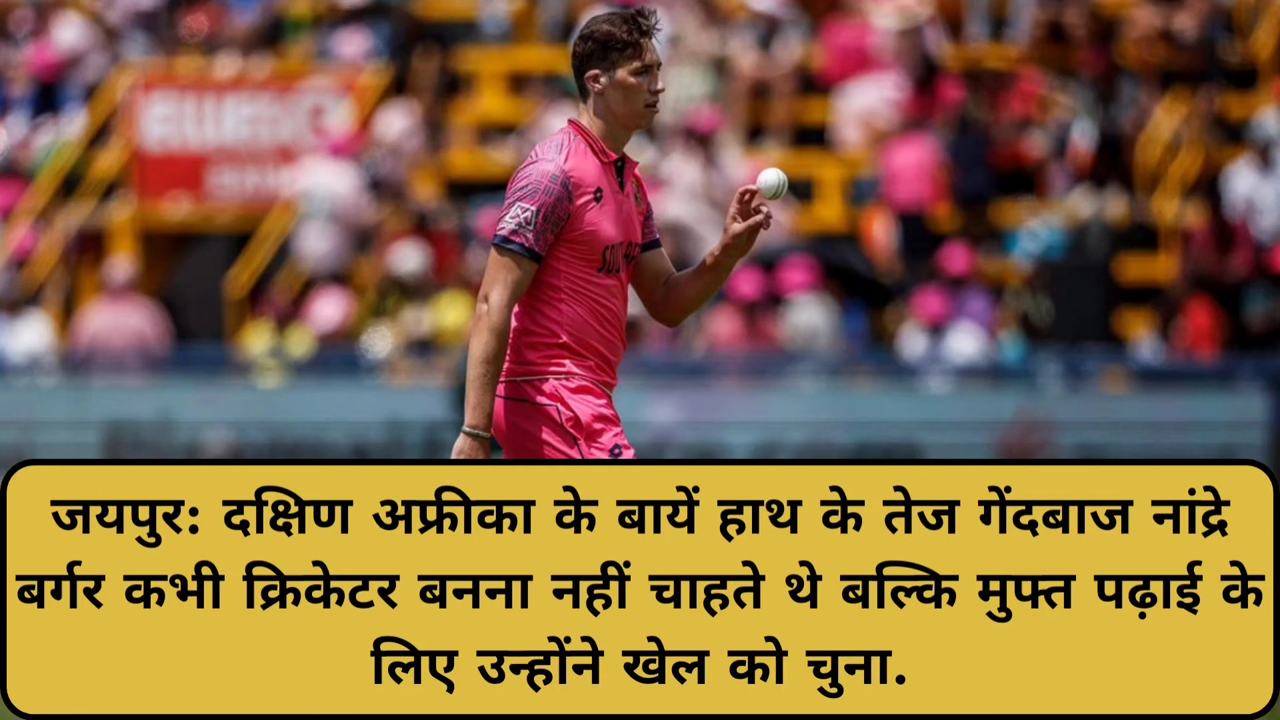 जयपुर: दक्षिण अफ्रीका के बायें हाथ के तेज गेंदबाज नांद्रे
बर्गर कभी क्रिकेटर बनना नहीं चाहते थे बल्कि मुफ्त पढ़ाई के
लिए उन्होंने खेल को चुना.